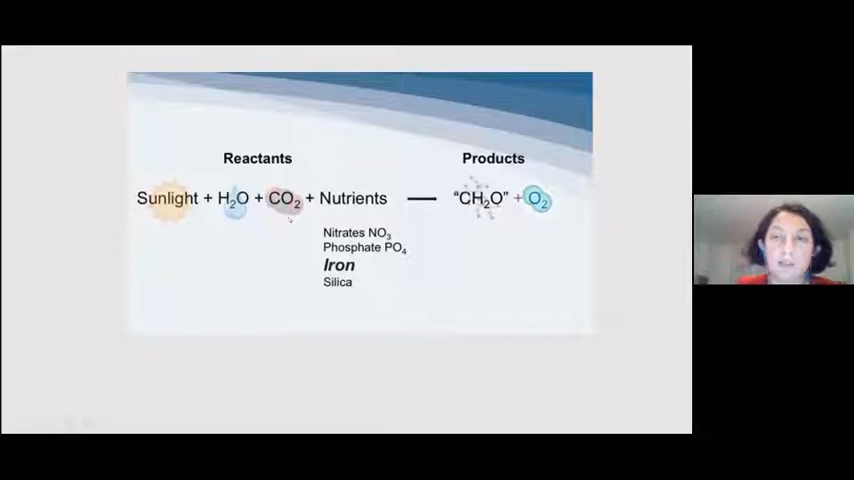 Reactants Products
Sunlight + H2O + CO2 + Nutrients — "CH2O" + O2
Nitrates NO3
Phosphate PO4
Iron
Silica